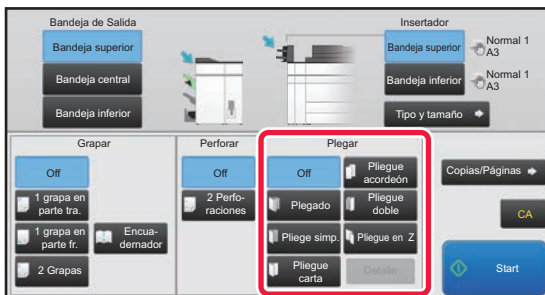 Bandeja de Salida
Bandeja superior
Bandeja central
Bandeja inferior
Insertador
Bandeja superior
Normal 1
A3
Bandeja inferior
Normal 1
A3
Tipo y tamaño
Grapar
Off
1 grapa en
parte tra.
1 grapa en
parte fr.
Encua-
dernador
2 Grapas
Perforar
Off
2 Perfo-
raciones
Plegar
Off
Pliegue
acordeón
Plegado
Pliegue
doble
Pliege simp.
Pliegue en Z
Pliegue
carta
Detalle
Copias/Páginas
CA
Start